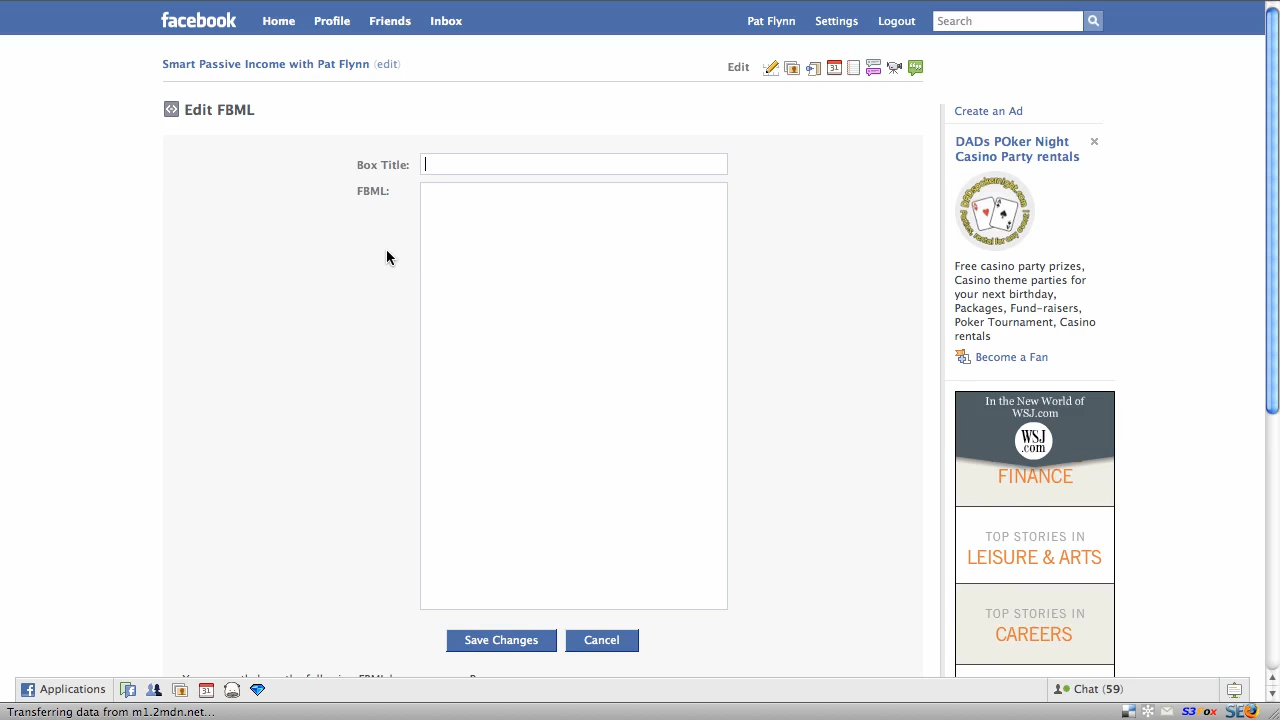 facebook Home Profile Friends Inbox Pat Flynn Settings Logout Search
Smart Passive Income with Pat Flynn (edit)
Edit
31
Edit FBML
Box Title:
FBML:
Save Changes Cancel
Create an Ad
DADs POker Night
Casino Party rentals
Free casino party prizes,
Casino theme parties for
your next birthday,
Packages, Fund-raisers,
Poker Tournament, Casino
rentals
Become a Fan
In the New World of
WSJ.com
WSJ
.com
FINANCE
TOP STORIES IN
LEISURE & ARTS
TOP STORIES IN
CAREERS
Applications 31 Chat (59)
Transferring data from m1.2mdn.net... S3Fox SEO